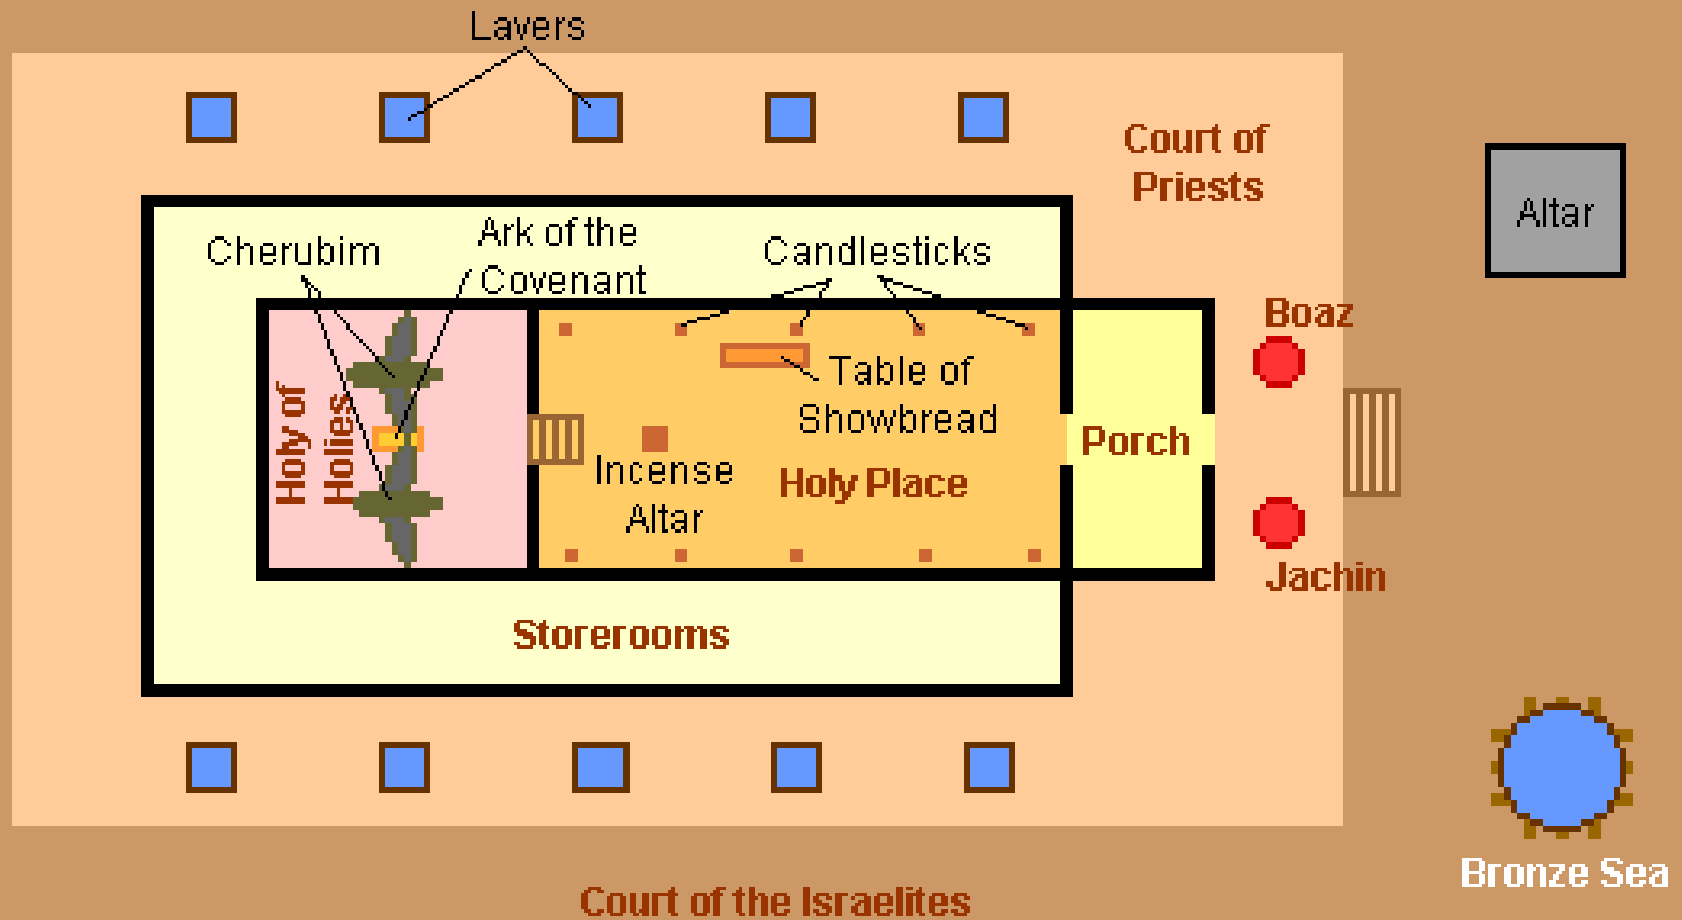 Lavers
Court of
Priests
Altar
Cherubim
Ark of the
Covenant
Candlesticks
Boaz
Table of
Showbread
Holy of
Holies
Porch
Incense
Altar
Holy Place
Jachin
Storerooms
Bronze Sea
Court of the Israelites